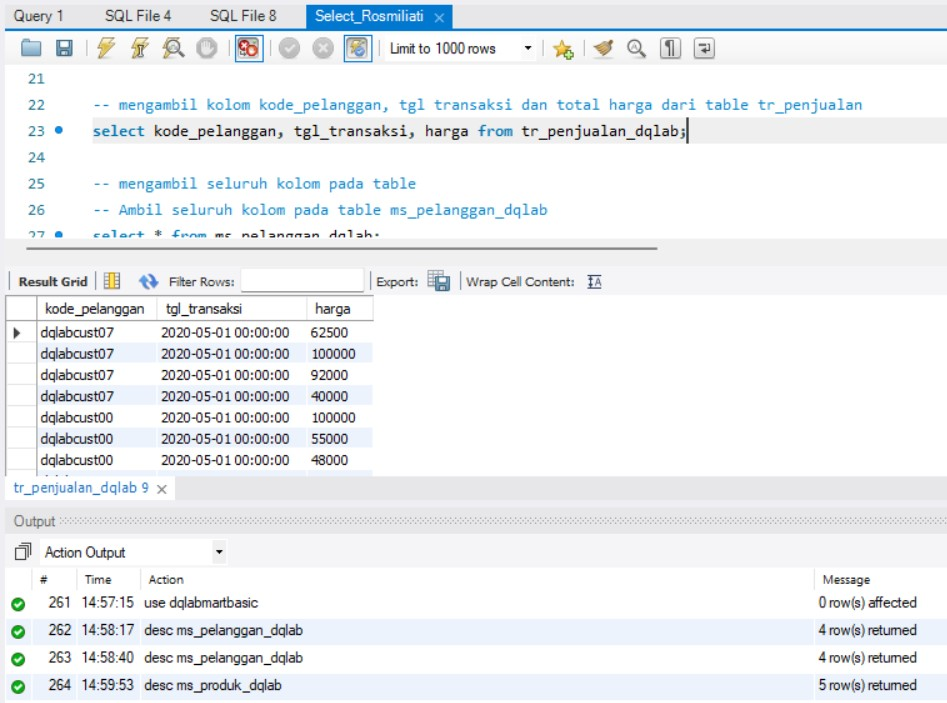 Query 1 SQL File 4 SQL File 8 Select_Rosmiliati
Limit to 1000 rows
21
22 -- mengambil kolom kode_pelanggan, tgl transaksi dan total harga dari table tr_penjualan
23 select kode_pelanggan, tgl_transaksi, harga from tr_penjualan_dqlab;
24
25 -- mengambil seluruh kolom pada table
26 -- Ambil seluruh kolom pada table ms_pelanggan_dqlab
27 select * from ms_pelanggan_dqlab;
Result Grid Filter Rows: Export: Wrap Cell Content: IA
kode_pelanggan tgl_transaksi harga
dqlabcust07 2020-05-01 00:00:00 62500
dqlabcust07 2020-05-01 00:00:00 100000
dqlabcust07 2020-05-01 00:00:00 92000
dqlabcust07 2020-05-01 00:00:00 40000
dqlabcust00 2020-05-01 00:00:00 100000
dqlabcust00 2020-05-01 00:00:00 55000
dqlabcust00 2020-05-01 00:00:00 48000
tr_penjualan_dqlab 9
Output
Action Output
# Time Action Message
261 14:57:15 use dqlabmartbasic 0 row(s) affected
262 14:58:17 desc ms_pelanggan_dqlab 4 row(s) returned
263 14:58:40 desc ms_pelanggan_dqlab 4 row(s) returned
264 14:59:53 desc ms_produk_dqlab 5 row(s) returned